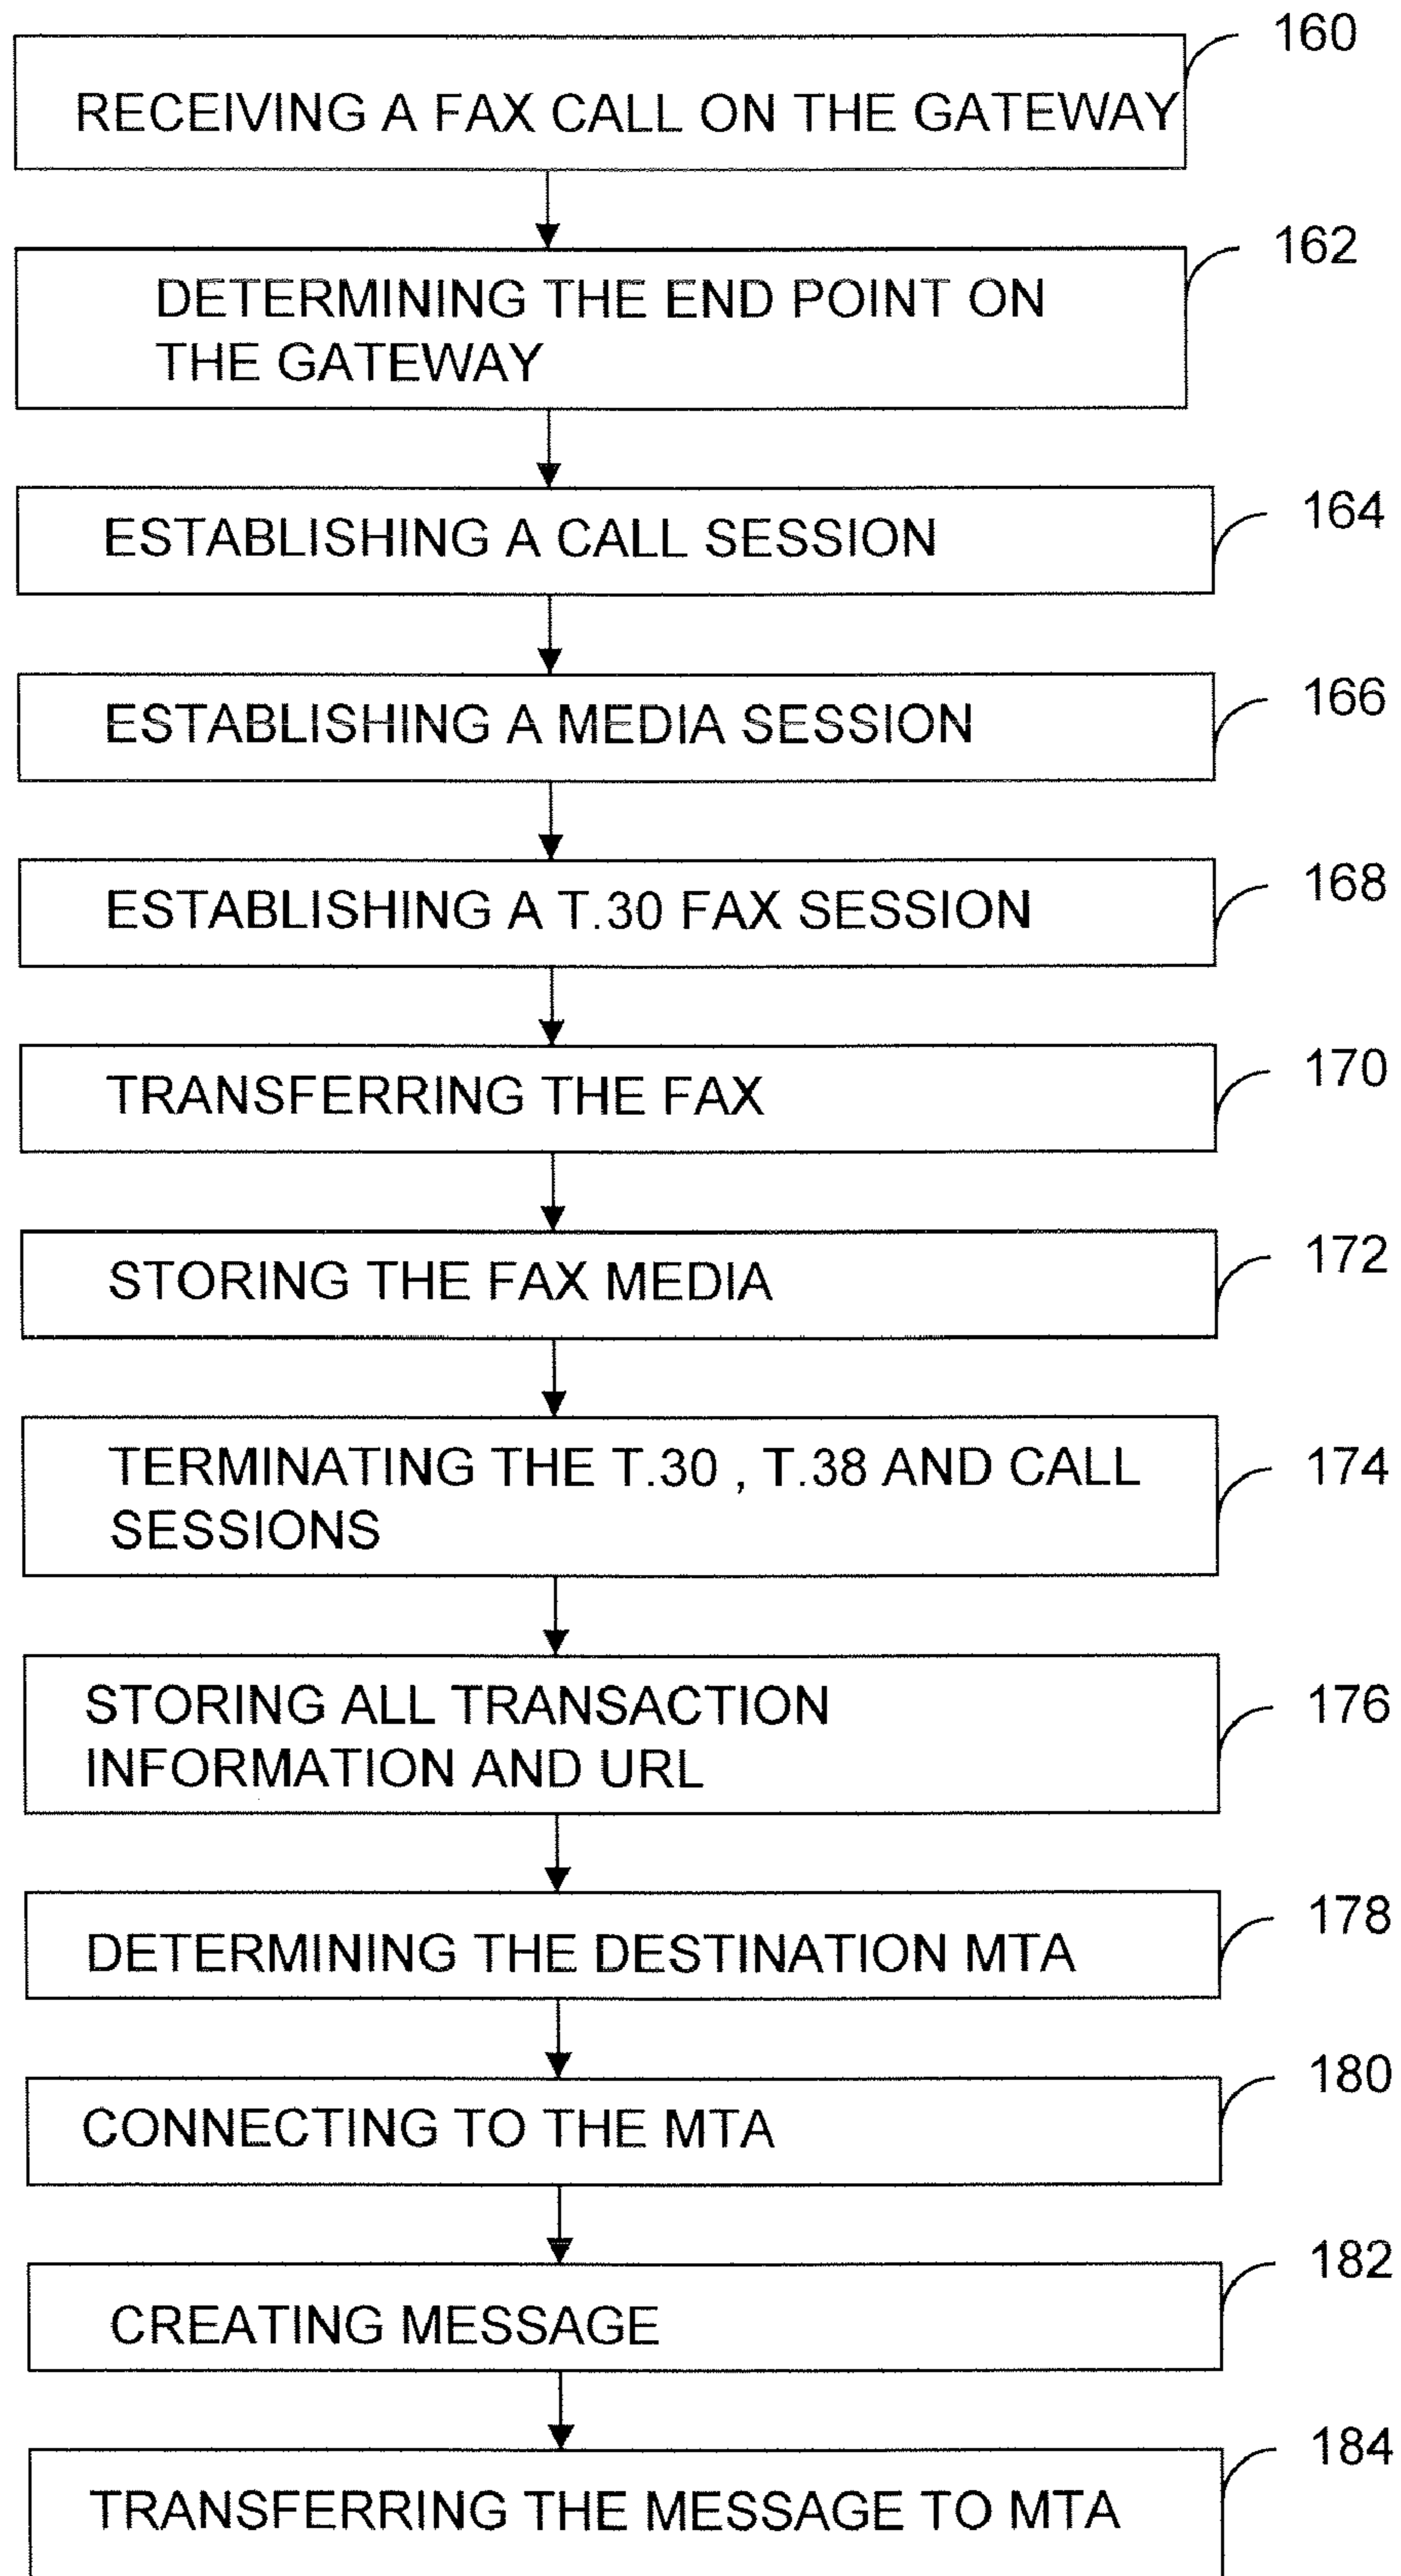 160
RECEIVING A FAX CALL ON THE GATEWAY
162
DETERMINING THE END POINT ON
THE GATEWAY
164
ESTABLISHING A CALL SESSION
166
ESTABLISHING A MEDIA SESSION
168
ESTABLISHING A T.30 FAX SESSION
170
TRANSFERRING THE FAX
172
STORING THE FAX MEDIA
174
TERMINATING THE T.30 , T.38 AND CALL
SESSIONS
176
STORING ALL TRANSACTION
INFORMATION AND URL
178
DETERMINING THE DESTINATION MTA
180
CONNECTING TO THE MTA
182
CREATING MESSAGE
184
TRANSFERRING THE MESSAGE TO MTA